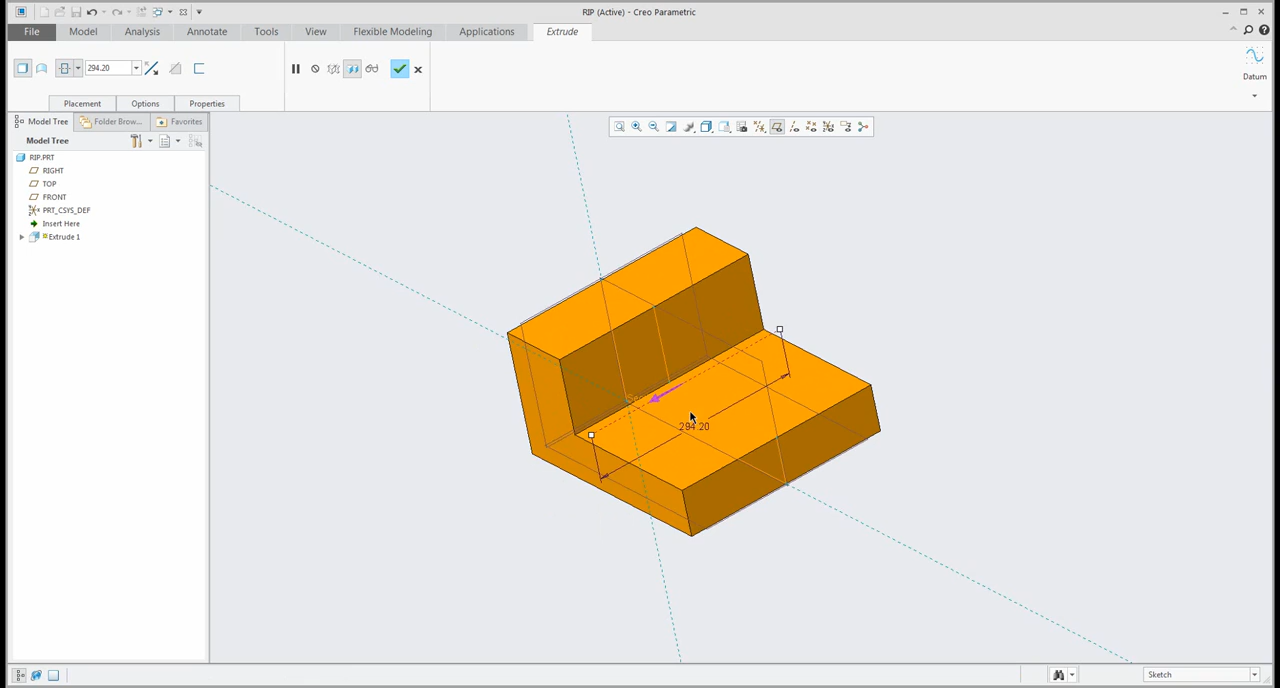 RIP (Active) - Creo Parametric
File Model Analysis Annotate Tools View Flexible Modeling Applications Extrude
294.20
Datum
Placement Options Properties
Model Tree Folder Brow... Favorites
Model Tree
RIP.PRT
RIGHT
TOP
FRONT
PRT_CSYS_DEF
Insert Here
Extrude 1
294.20
Sketch